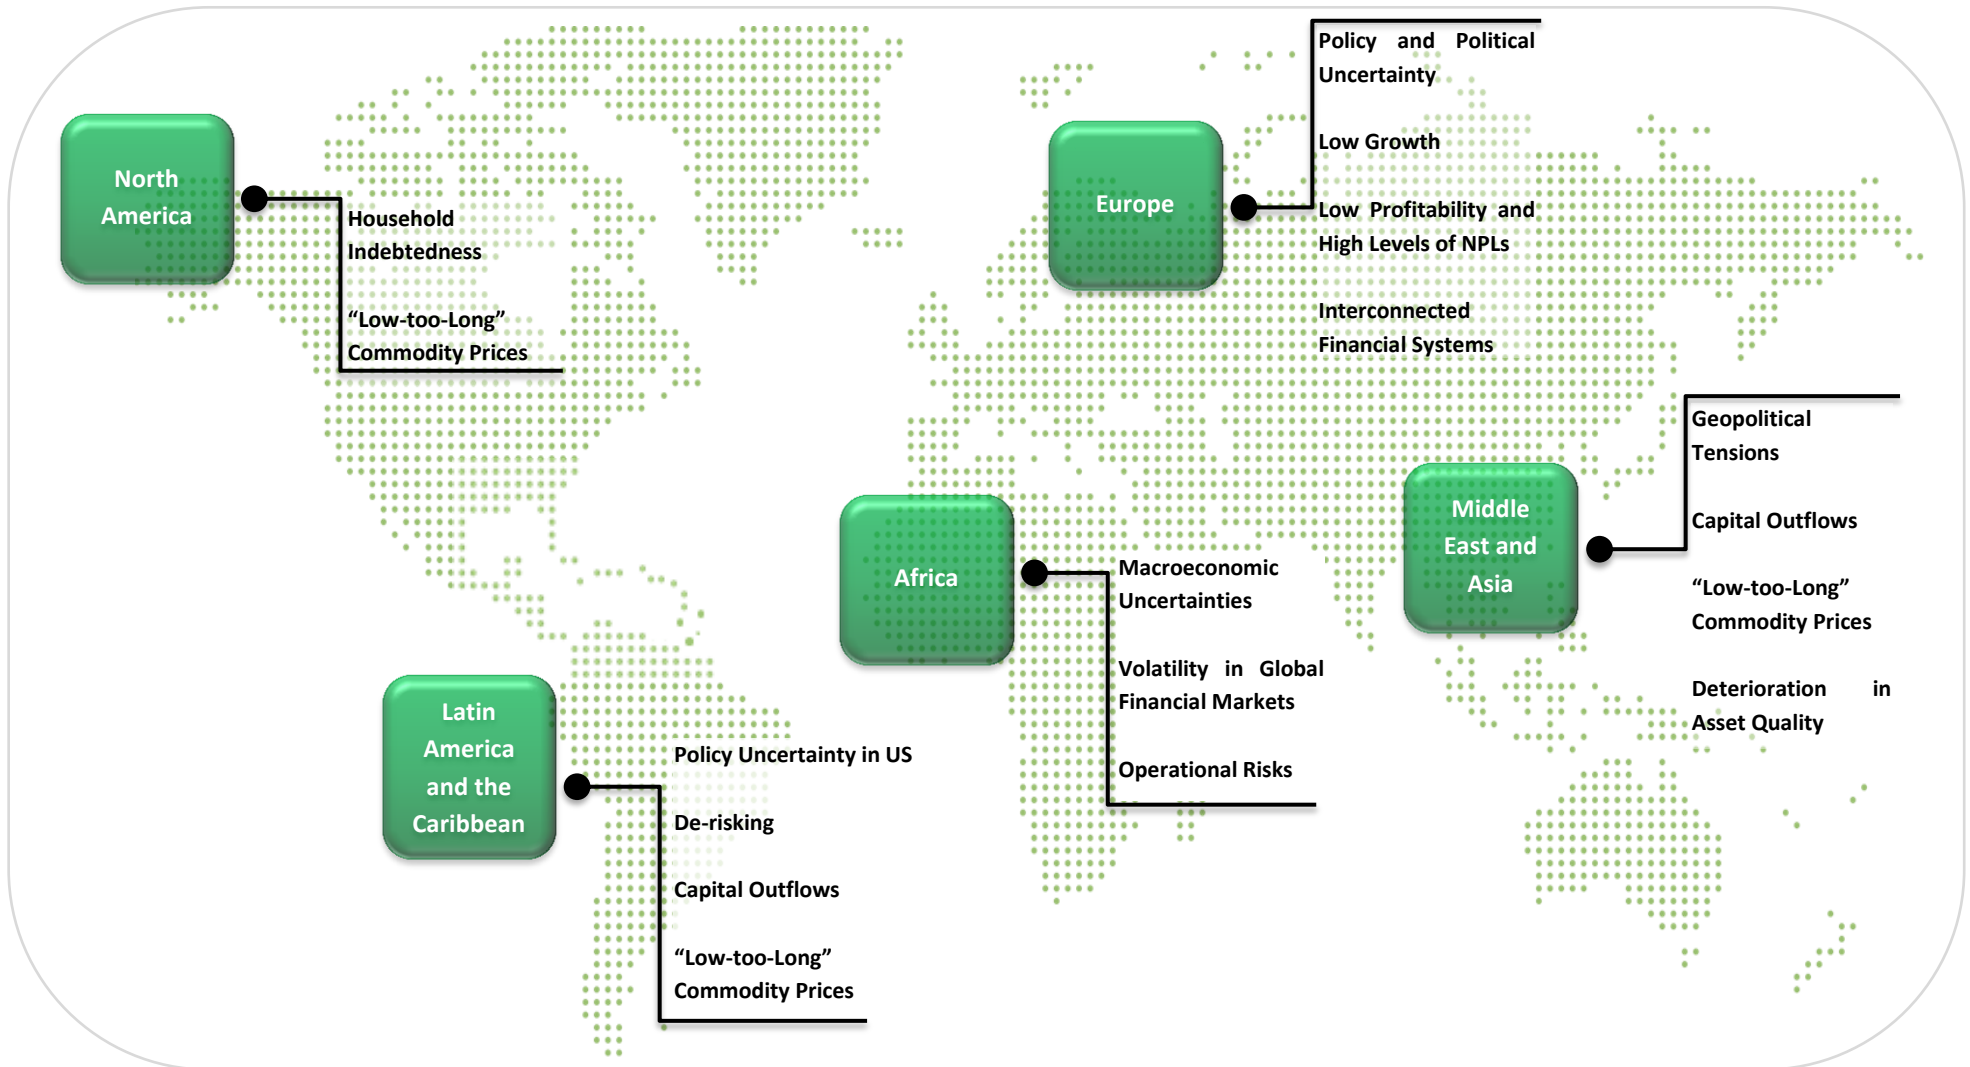 North
America
Household
Indebtedness
“Low-too-Long”
Commodity Prices
Europe
Policy and Political
Uncertainty
Low Growth
Low Profitability and
High Levels of NPLs
Interconnected
Financial Systems
Africa
Macroeconomic
Uncertainties
Volatility in Global
Financial Markets
Operational Risks
Middle
East and
Asia
Geopolitical
Tensions
Capital Outflows
“Low-too-Long”
Commodity Prices
Deterioration in
Asset Quality
Latin
America
and the
Caribbean
Policy Uncertainty in US
De-risking
Capital Outflows
“Low-too-Long”
Commodity Prices